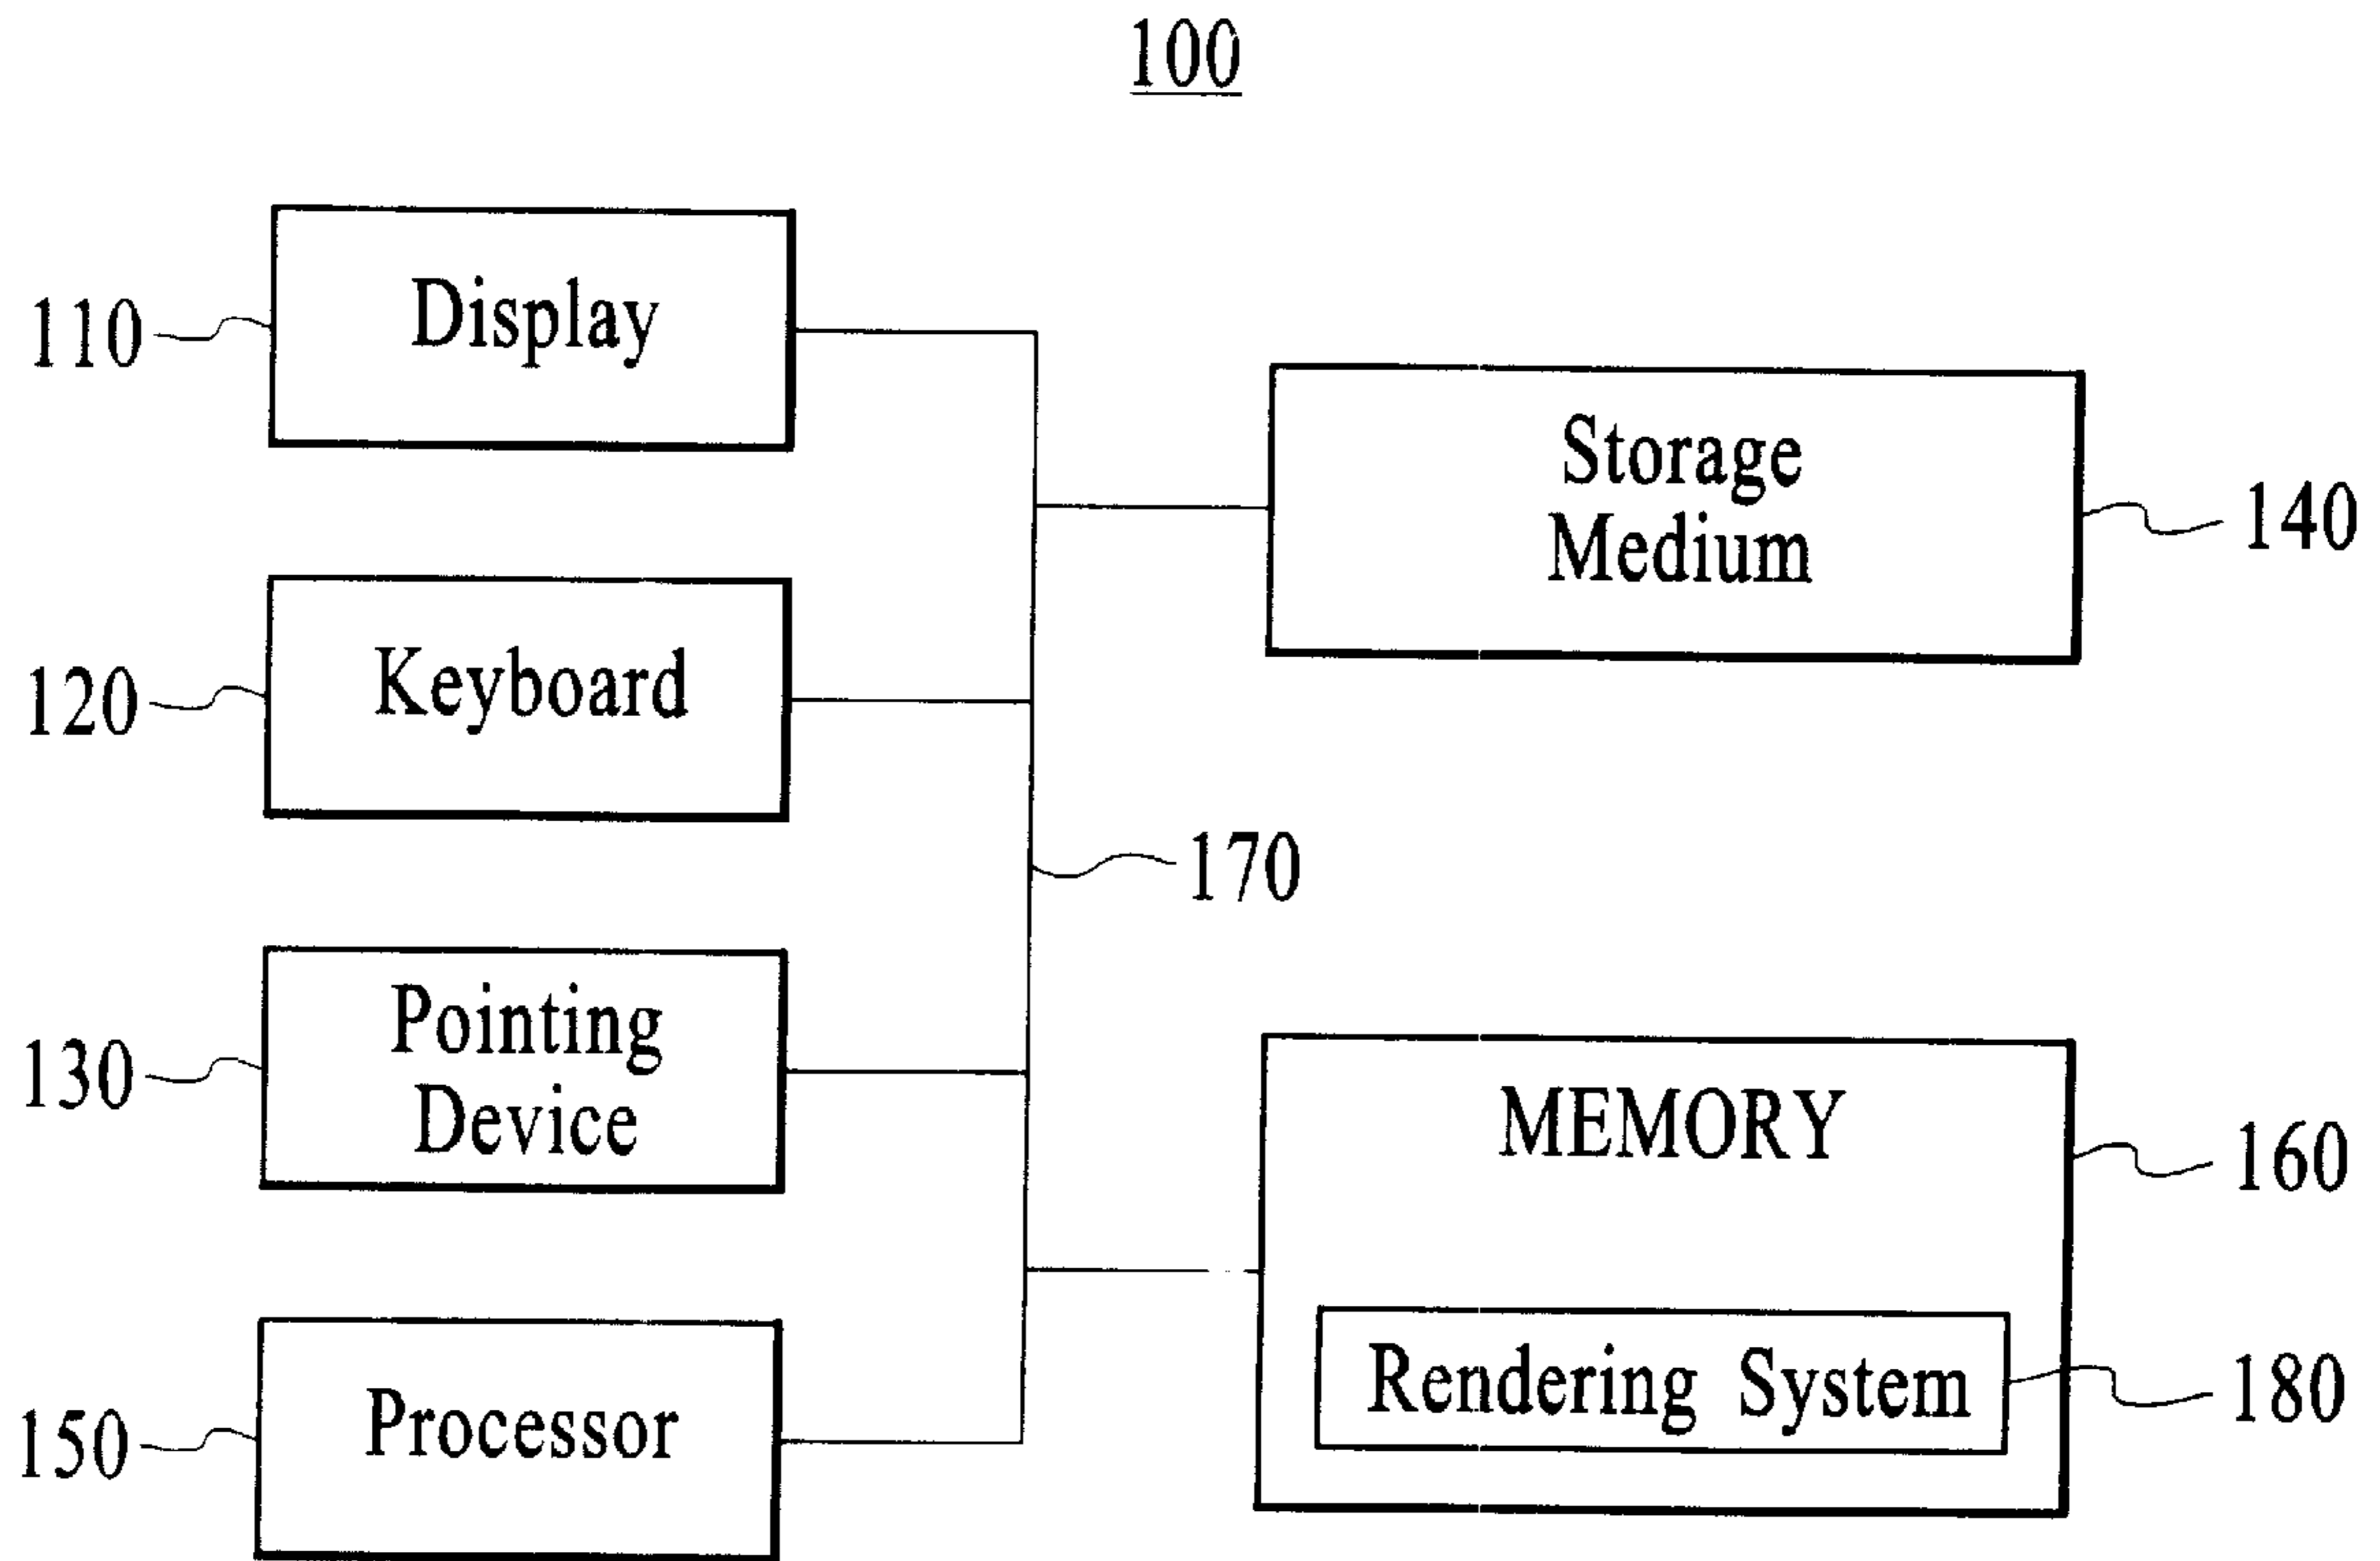 100
110
Display
Storage
Medium
140
120
Keyboard
170
130
Pointing
Device
MEMORY
160
150
Processor
Rendering System
180